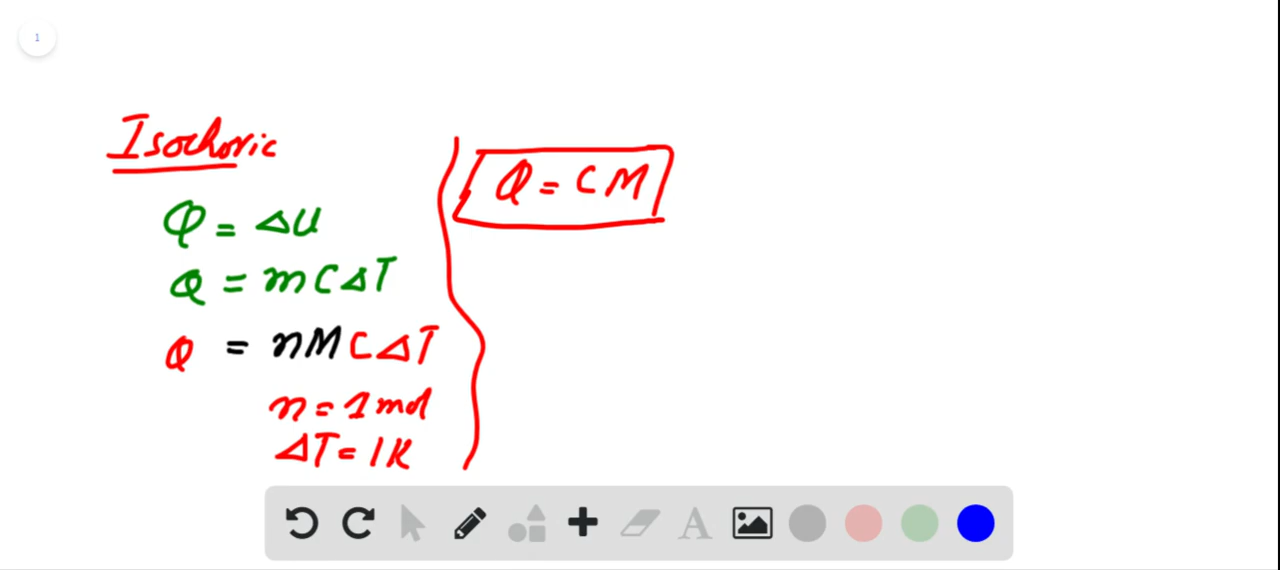 1
Isochoric
Q = ΔU
Q = mCΔT
Q = nMCΔT
n = 1 mol
ΔT = 1K
Q = CM
A